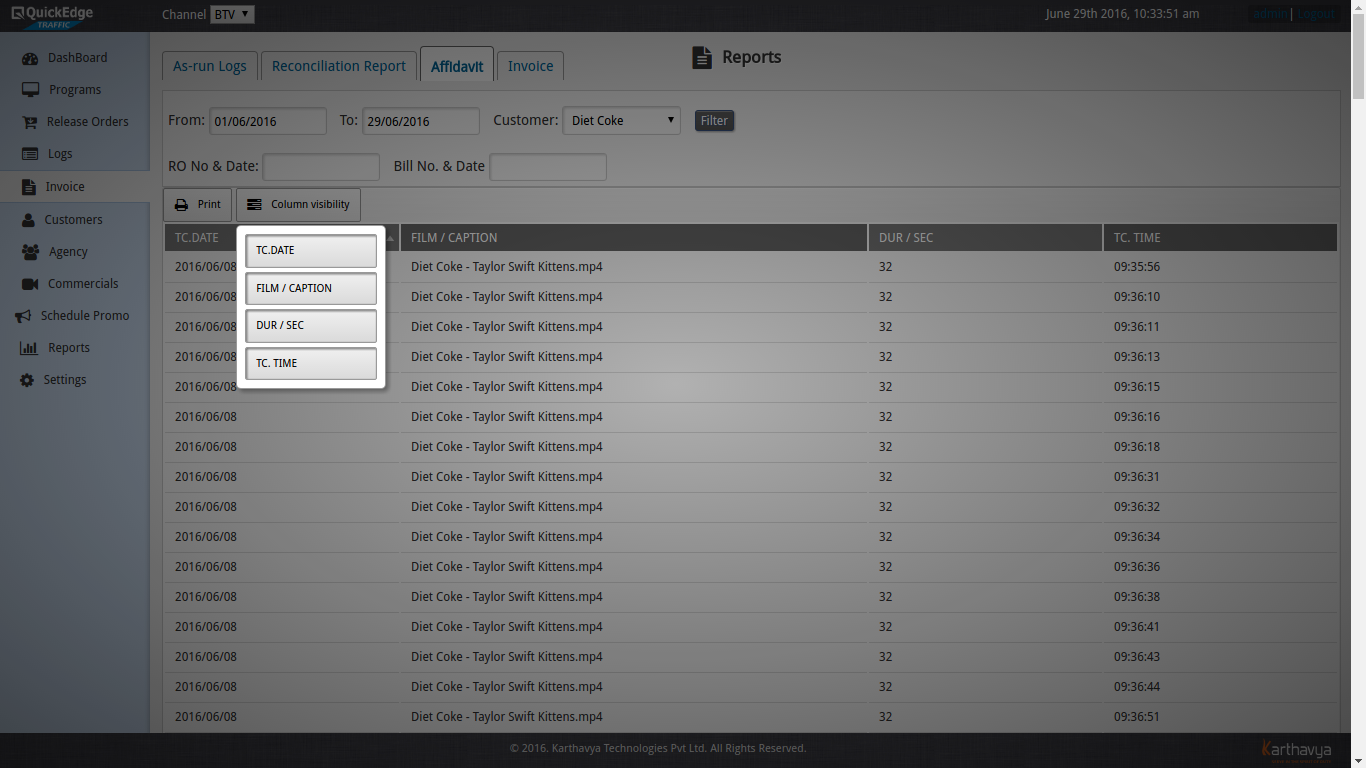 QuickEdge
TRAFFIC
Channel BTV
June 29th 2016, 10:33:51 am
admin | Logout
DashBoard
Programs
Release Orders
Logs
Invoice
Customers
Agency
Commercials
Schedule Promo
Reports
Settings
As-run Logs Reconciliation Report Affidavit Invoice
Reports
From: 01/06/2016 To: 29/06/2016 Customer: Diet Coke Filter
RO No & Date: Bill No. & Date
Print Column visibility
TC.DATE FILM / CAPTION DUR / SEC TC. TIME
TC.DATE
FILM / CAPTION
DUR / SEC
TC. TIME
2016/06/08 Diet Coke - Taylor Swift Kittens.mp4 32 09:35:56
2016/06/08 Diet Coke - Taylor Swift Kittens.mp4 32 09:36:10
2016/06/08 Diet Coke - Taylor Swift Kittens.mp4 32 09:36:11
2016/06/08 Diet Coke - Taylor Swift Kittens.mp4 32 09:36:13
2016/06/08 Diet Coke - Taylor Swift Kittens.mp4 32 09:36:15
2016/06/08 Diet Coke - Taylor Swift Kittens.mp4 32 09:36:16
2016/06/08 Diet Coke - Taylor Swift Kittens.mp4 32 09:36:18
2016/06/08 Diet Coke - Taylor Swift Kittens.mp4 32 09:36:31
2016/06/08 Diet Coke - Taylor Swift Kittens.mp4 32 09:36:32
2016/06/08 Diet Coke - Taylor Swift Kittens.mp4 32 09:36:34
2016/06/08 Diet Coke - Taylor Swift Kittens.mp4 32 09:36:36
2016/06/08 Diet Coke - Taylor Swift Kittens.mp4 32 09:36:38
2016/06/08 Diet Coke - Taylor Swift Kittens.mp4 32 09:36:41
2016/06/08 Diet Coke - Taylor Swift Kittens.mp4 32 09:36:43
2016/06/08 Diet Coke - Taylor Swift Kittens.mp4 32 09:36:44
2016/06/08 Diet Coke - Taylor Swift Kittens.mp4 32 09:36:51
© 2016. Karthavya Technologies Pvt Ltd. All Rights Reserved.
Karthavya